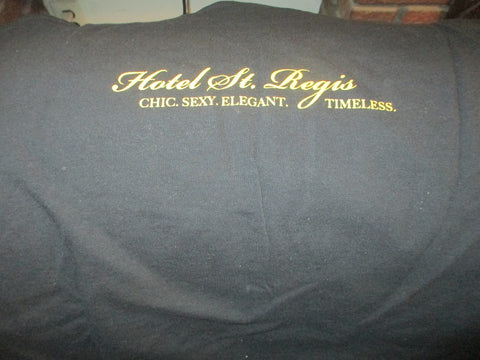 Hotel St. Regis
CHIC. SEXY. ELEGANT. TIMELESS.